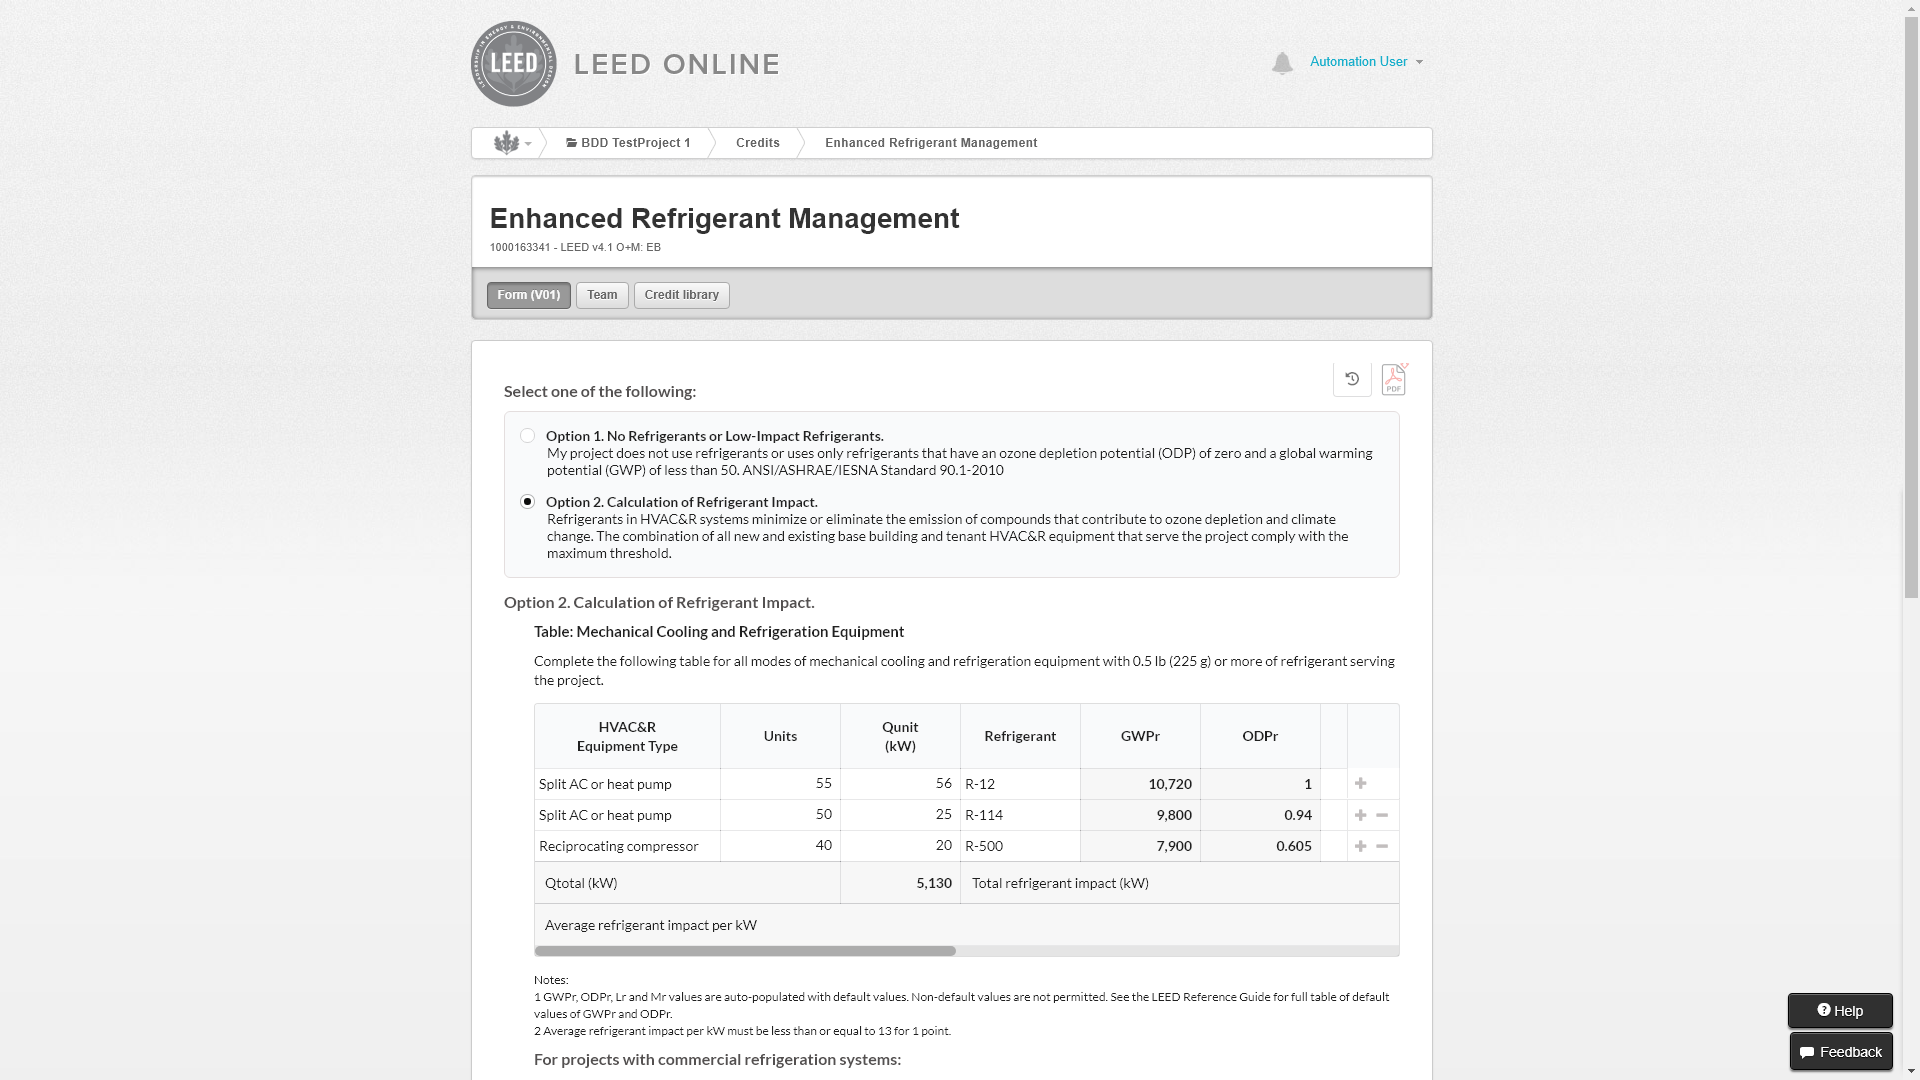 LEED
LEED ONLINE
Automation User
BDD TestProject 1
Credits
Enhanced Refrigerant Management
Enhanced Refrigerant Management
1000163341 - LEED v4.1 O+M: EB
Form (V01)
Team
Credit library
PDF
Select one of the following:
Option 1. No Refrigerants or Low-Impact Refrigerants.
My project does not use refrigerants or uses only refrigerants that have an ozone depletion potential (ODP) of zero and a global warming
potential (GWP) of less than 50. ANSI/ASHRAE/IESNA Standard 90.1-2010
Option 2. Calculation of Refrigerant Impact.
Refrigerants in HVAC&R systems minimize or eliminate the emission of compounds that contribute to ozone depletion and climate
change. The combination of all new and existing base building and tenant HVAC&R equipment that serve the project comply with the
maximum threshold.
Option 2. Calculation of Refrigerant Impact.
Table: Mechanical Cooling and Refrigeration Equipment
Complete the following table for all modes of mechanical cooling and refrigeration equipment with 0.5 lb (225 g) or more of refrigerant serving
the project.
HVAC&R
Equipment Type
Units
Qunit
(kW)
Refrigerant
GWPr
ODPr
Split AC or heat pump 55 56 R-12 10,720 1
Split AC or heat pump 50 25 R-114 9,800 0.94
Reciprocating compressor 40 20 R-500 7,900 0.605
Qtotal (kW) 5,130 Total refrigerant impact (kW)
Average refrigerant impact per kW
Notes:
1 GWPr, ODPr, Lr and Mr values are auto-populated with default values. Non-default values are not permitted. See the LEED Reference Guide for full table of default
values of GWPr and ODPr.
2 Average refrigerant impact per kW must be less than or equal to 13 for 1 point.
For projects with commercial refrigeration systems:
Help
Feedback